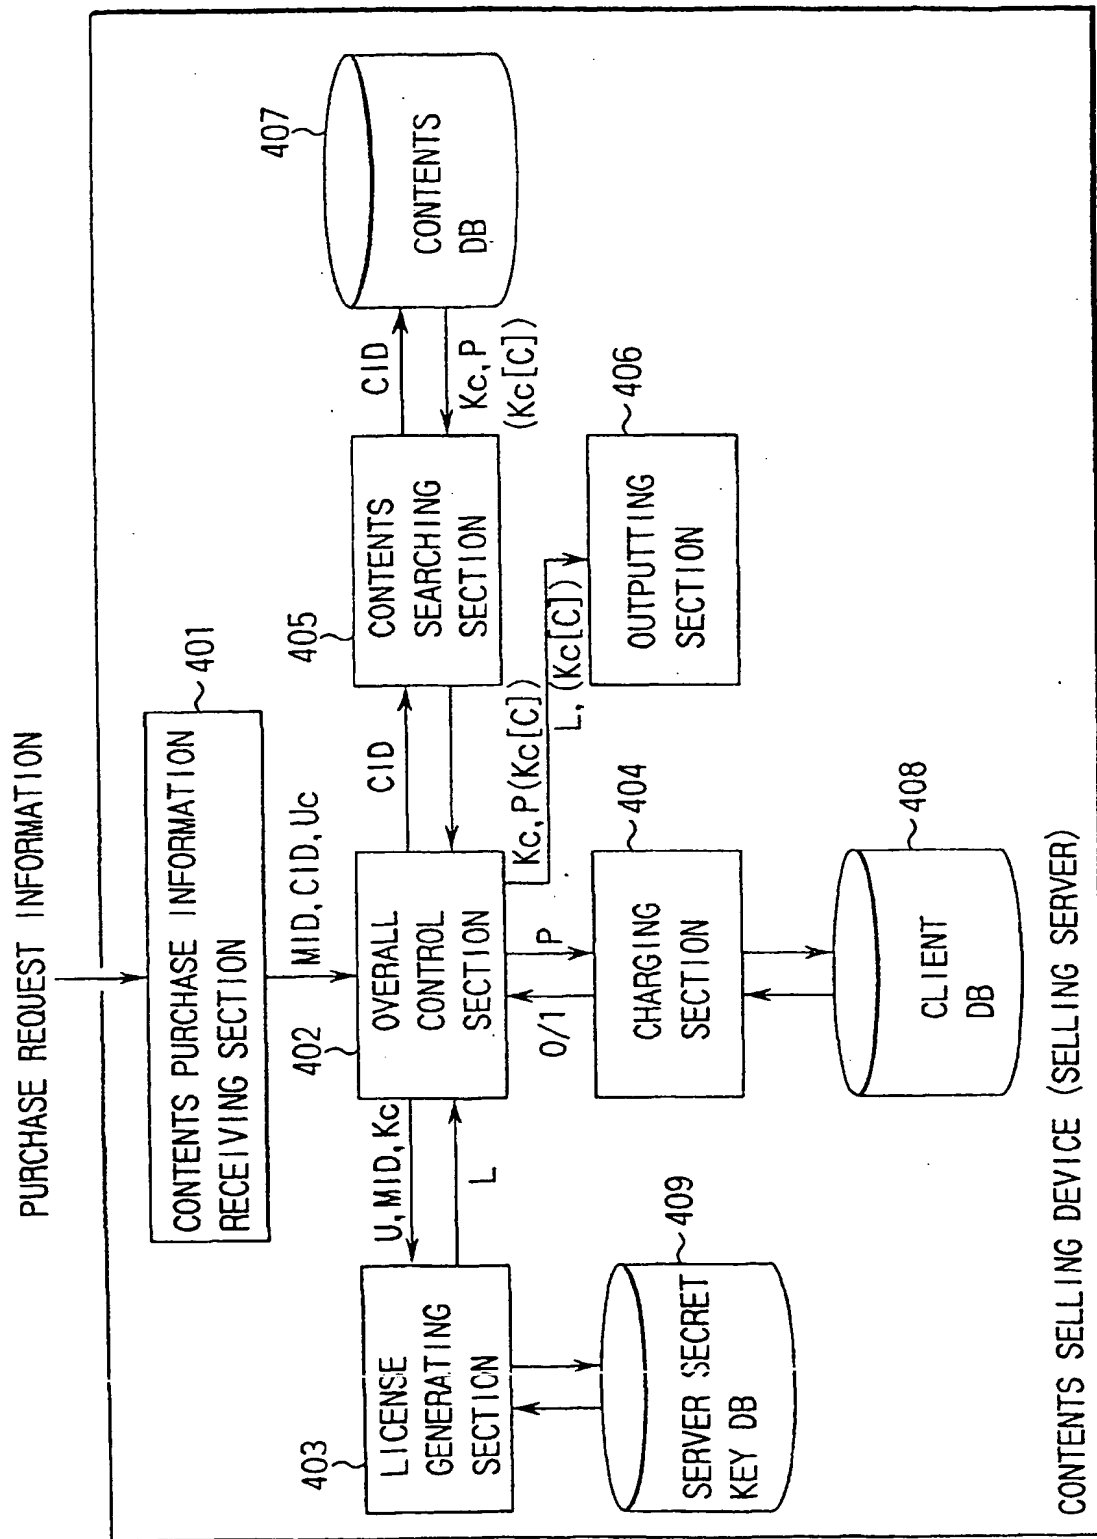 PURCHASE REQUEST INFORMATION
401
CONTENTS PURCHASE INFORMATION
RECEIVING SECTION
MID,CID,Uc
402
OVERALL
CONTROL
SECTION
CID
405
CONTENTS
SEARCHING
SECTION
CID
Kc,P
(Kc[C])
407
CONTENTS
DB
U,MID,Kc
L
403
LICENSE
GENERATING
SECTION
409
SERVER SECRET
KEY DB
0/1
P
404
CHARGING
SECTION
408
CLIENT
DB
Kc,P(Kc[C])
L,(Kc[C])
406
OUTPUTTING
SECTION
CONTENTS SELLING DEVICE (SELLING SERVER)